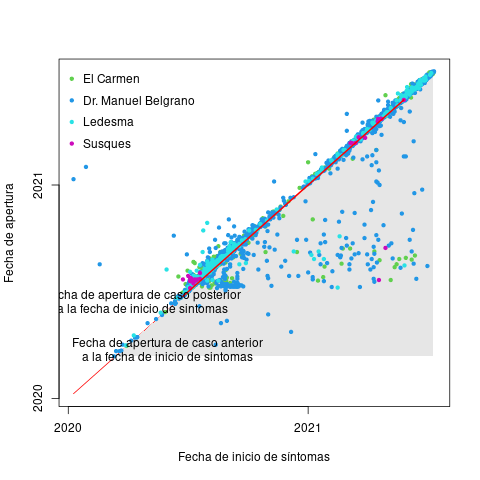 El Carmen
Dr. Manuel Belgrano
Ledesma
Susques
2021
Fecha de apertura
cha de apertura de caso posterior
a la fecha de inicio de síntomas
Fecha de apertura de caso anterior
a la fecha de inicio de síntomas
2020
2020
2021
Fecha de inicio de síntomas